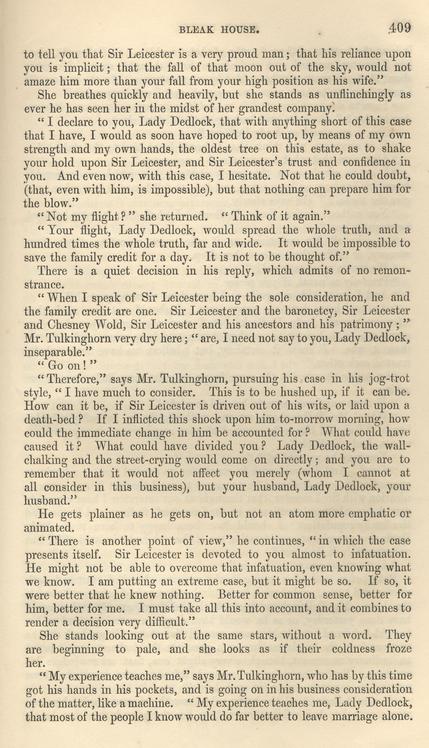 BLEAK HOUSE. 409
to tell you that Sir Leicester is a very proud man; that his reliance upon
you is implicit; that the fall of that moon out of the sky, would not
amaze him more than your fall from your high position as his wife."
She breathes quickly and heavily, but she stands as unflinchingly as
ever he has seen her in the midst of her grandest company.
"I declare to you, Lady Dedlock, that with anything short of this case
that I have, I would as soon have hoped to root up, by means of my own
strength and my own hands, the oldest tree on this estate, as to shake
your hold upon Sir Leicester, and Sir Leicester's trust and confidence in
you. And even now, with this case, I hesitate. Not that he could doubt,
(that, even with him, is impossible), but that nothing can prepare him for
the blow."
"Not my flight?" she returned. "Think of it again."
"Your flight, Lady Dedlock, would spread the whole truth, and a
hundred times the whole truth, far and wide. It would be impossible to
save the family credit for a day. It is not to be thought of."
There is a quiet decision in his reply, which admits of no remon-
strance.
"When I speak of Sir Leicester being the sole consideration, he and
the family credit are one. Sir Leicester and the baronetcy, Sir Leicester
and Chesney Wold, Sir Leicester and his ancestors and his patrimony;"
Mr. Tulkinghorn very dry here; "are, I need not say to you, Lady Dedlock,
inseparable."
"Go on!"
"Therefore," says Mr. Tulkinghorn, pursuing his case in his jog-trot
style, "I have much to consider. This is to be hushed up, if it can be.
How can it be, if Sir Leicester is driven out of his wits, or laid upon a
death-bed? If I inflicted this shock upon him to-morrow morning, how
could the immediate change in him be accounted for? What could have
caused it? What could have divided you? Lady Dedlock, the wall-
chalking and the street-crying would come on directly; and you are to
remember that it would not affect you merely (whom I cannot at
all consider in this business), but your husband, Lady Dedlock, your
husband."
He gets plainer as he gets on, but not an atom more emphatic or
animated.
"There is another point of view," he continues, "in which the case
presents itself. Sir Leicester is devoted to you almost to infatuation.
He might not be able to overcome that infatuation, even knowing what
we know. I am putting an extreme case, but it might be so. If so, it
were better that he knew nothing. Better for common sense, better for
him, better for me. I must take all this into account, and it combines to
render a decision very difficult."
She stands looking out at the same stars, without a word. They
are beginning to pale, and she looks as if their coldness froze
her.
"My experience teaches me," says Mr. Tulkinghorn, who has by this time
got his hands in his pockets, and is going on in his business consideration
of the matter, like a machine. "My experience teaches me, Lady Dedlock,
that most of the people I know would do far better to leave marriage alone.